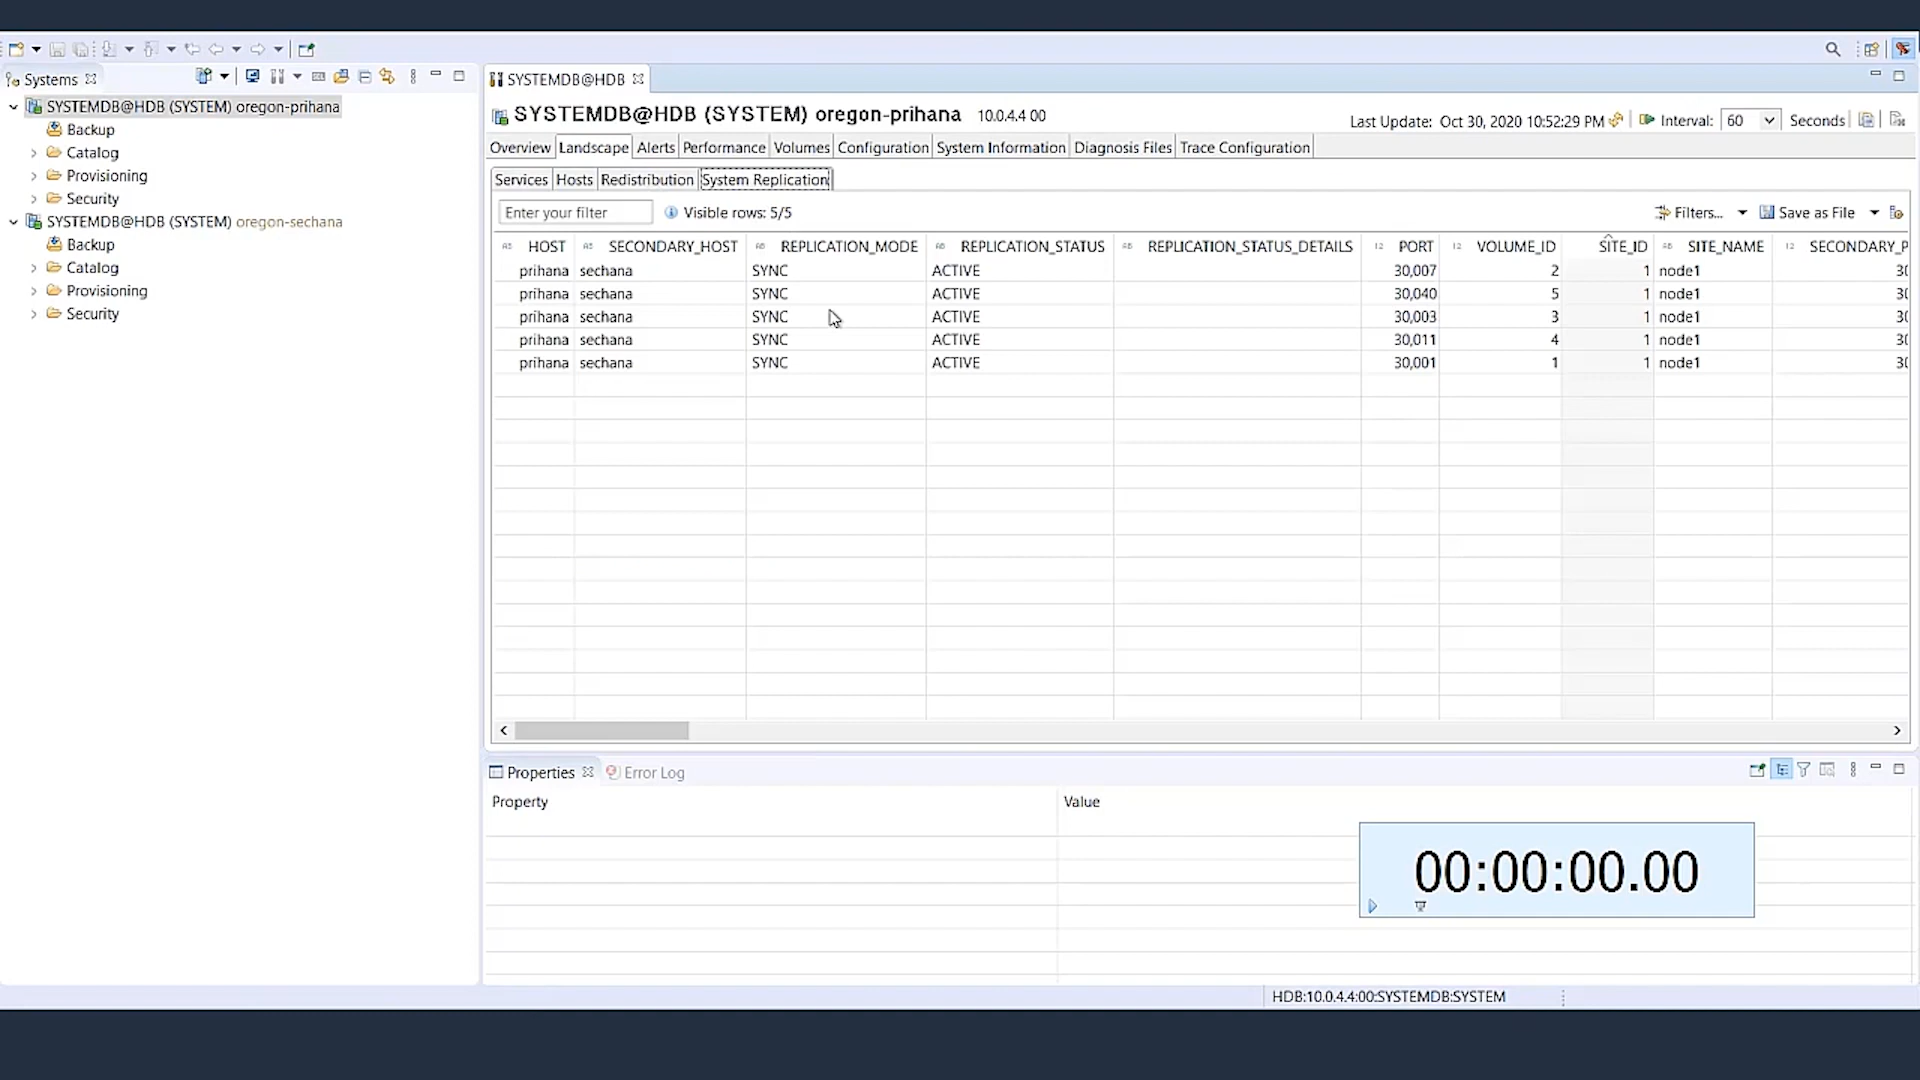 Systems
SYSTEMDB@HDB (SYSTEM) oregon-prihana
Backup
Catalog
Provisioning
Security
SYSTEMDB@HDB (SYSTEM) oregon-sechana
Backup
Catalog
Provisioning
Security
SYSTEMDB@HDB
SYSTEMDB@HDB (SYSTEM) oregon-prihana 10.0.4.4 00
Last Update: Oct 30, 2020 10:52:29 PM Interval: 60 Seconds
Overview Landscape Alerts Performance Volumes Configuration System Information Diagnosis Files Trace Configuration
Services Hosts Redistribution System Replication
Enter your filter Visible rows: 5/5 Filters... Save as File
HOST SECONDARY_HOST REPLICATION_MODE REPLICATION_STATUS REPLICATION_STATUS_DETAILS PORT VOLUME_ID SITE_ID SITE_NAME SECONDARY_P
prihana sechana SYNC ACTIVE 30,007 2 1 node1 30
prihana sechana SYNC ACTIVE 30,040 5 1 node1 30
prihana sechana SYNC ACTIVE 30,003 3 1 node1 30
prihana sechana SYNC ACTIVE 30,011 4 1 node1 30
prihana sechana SYNC ACTIVE 30,001 1 1 node1 30
Properties Error Log
Property Value
00:00:00.00
HDB:10.0.4.4:00:SYSTEMDB:SYSTEM